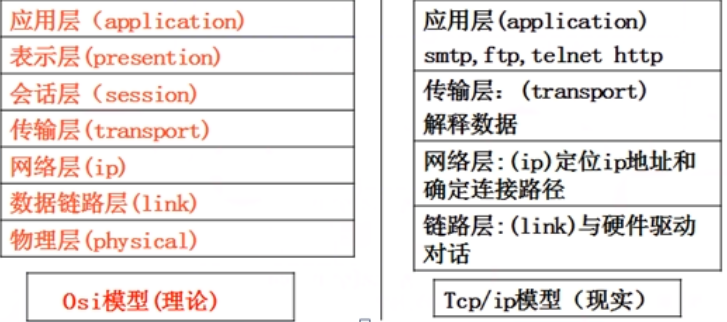 应用层（application)
表示层(presention)
会话层（session)
传输层(transport)
网络层(ip)
数据链路层(link)
物理层(physical)
Osi模型(理论)
应用层(application)
smtp,ftp,telnet http
传输层：(transport)
解释数据
网络层:(ip)定位ip地址和
确定连接路径
链路层:(link)与硬件驱动
对话
Tcp/ip模型（现实）